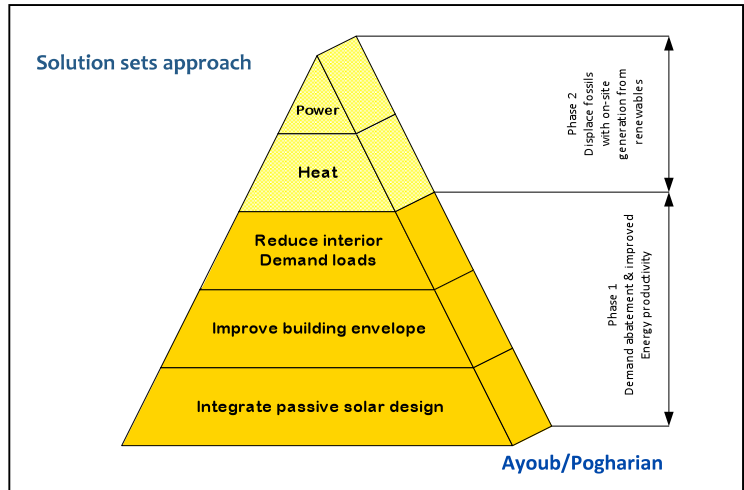 Solution sets approach
Power
Heat
Reduce interior
Demand loads
Improve building envelope
Integrate passive solar design
Phase 2
Displace fossils
with on-site
generation from
renewables
Phase 1
Demand abatement & improved
Energy productivity
Ayoub/Pogharian